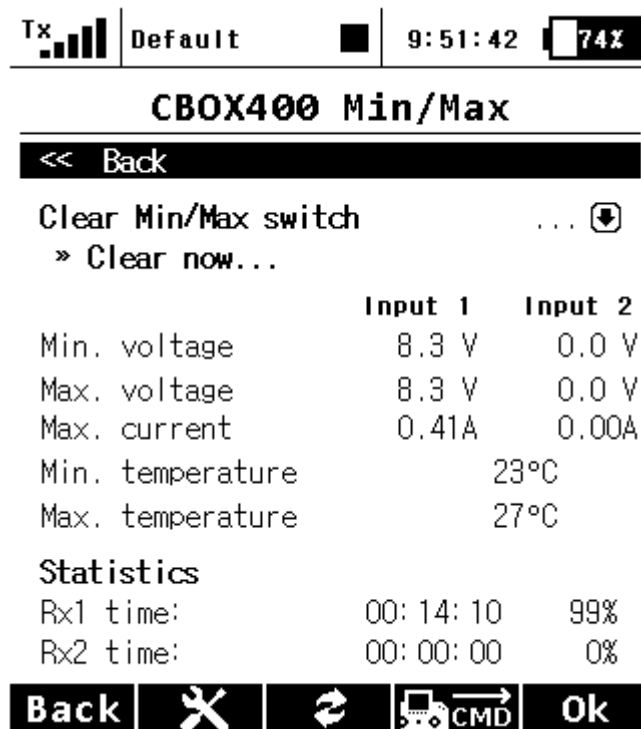 Tx Default 9:51:42 74%
CBOX400 Min/Max
<< Back
Clear Min/Max switch ...
» Clear now...
Input 1 Input 2
Min. voltage 8.3 V 0.0 V
Max. voltage 8.3 V 0.0 V
Max. current 0.41A 0.00A
Min. temperature 23°C
Max. temperature 27°C
Statistics
Rx1 time: 00:14:10 99%
Rx2 time: 00:00:00 0%
Back CMD Ok